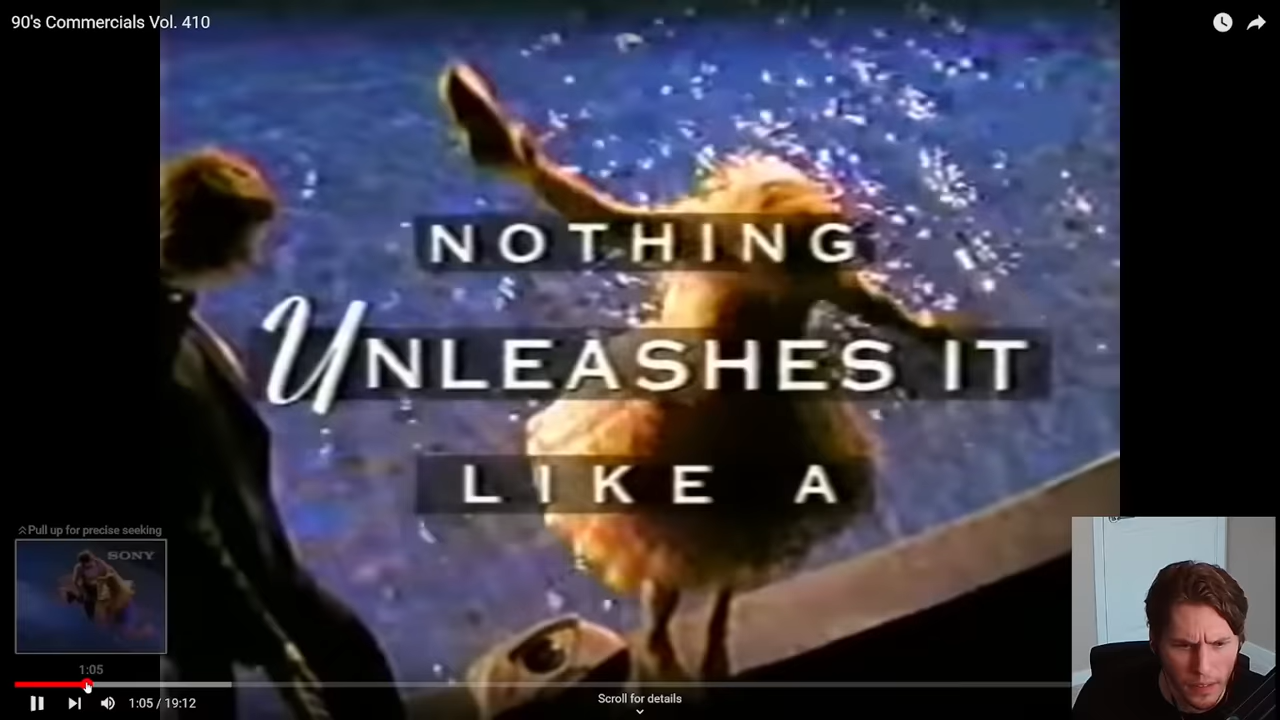 90's Commercials Vol. 410
NOTHING
UNLEASHES IT
LIKE A
Pull up for precise seeking
SONY
1:05
1:05 / 19:12
Scroll for details